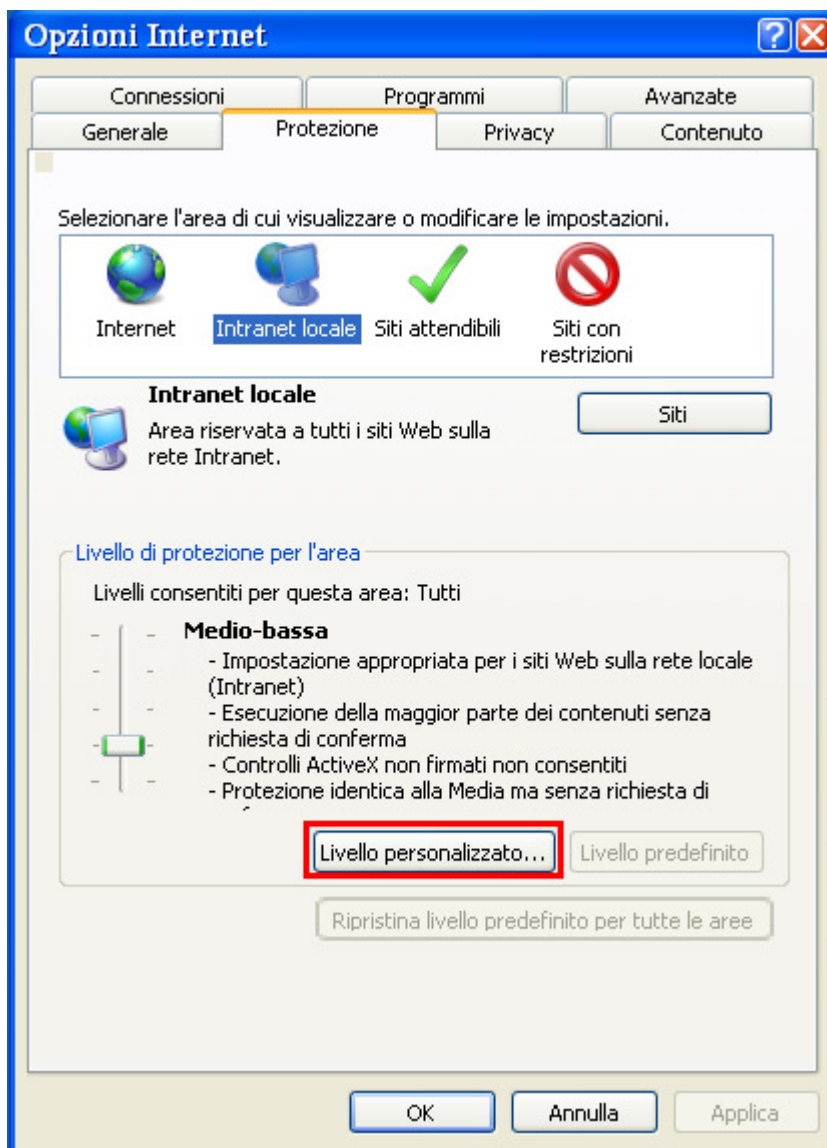 Opzioni Internet
Connessioni Programmi Avanzate
Generale Protezione Privacy Contenuto
Selezionare l'area di cui visualizzare o modificare le impostazioni.
Internet Intranet locale Siti attendibili Siti con
restrizioni
Intranet locale
Siti
Area riservata a tutti i siti Web sulla
rete Intranet.
Livello di protezione per l'area
Livelli consentiti per questa area: Tutti
Medio-bassa
- Impostazione appropriata per i siti Web sulla rete locale
(Intranet)
- Esecuzione della maggior parte dei contenuti senza
richiesta di conferma
- Controlli ActiveX non firmati non consentiti
- Protezione identica alla Media ma senza richiesta di
Livello personalizzato... Livello predefinito
Ripristina livello predefinito per tutte le aree
OK Annulla Applica